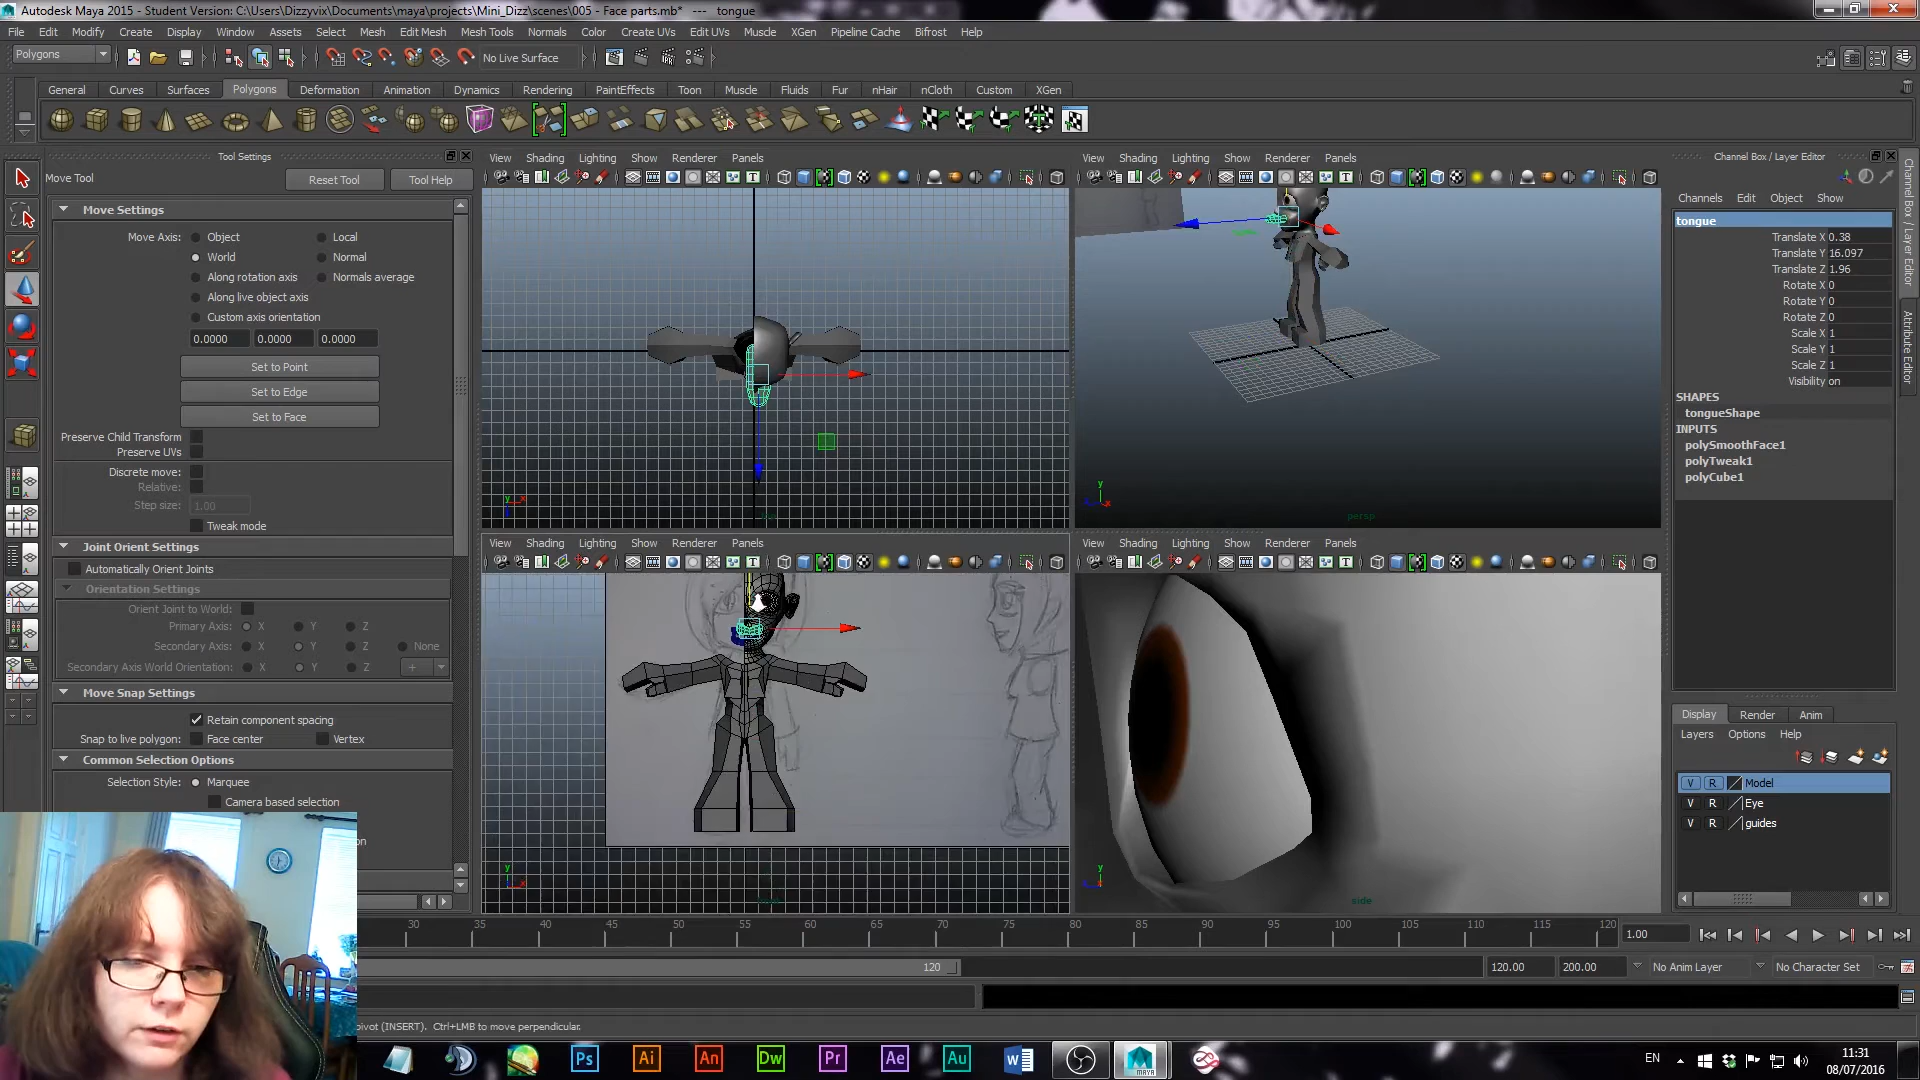 Autodesk Maya 2015 - Student Version: C:\Users\Dizzyvix\Documents\maya\projects\Mini_Dizz\scenes\005 - Face parts.mb* --- tongue
File Edit Modify Create Display Window Assets Select Mesh Edit Mesh Mesh Tools Normals Color Create UVs Edit UVs Muscle XGen Pipeline Cache Bifrost Help
Polygons No Live Surface
General Curves Surfaces Polygons Deformation Animation Dynamics Rendering PaintEffects Toon Muscle Fluids Fur nHair nCloth Custom XGen
Tool Settings
Move Tool Reset Tool Tool Help
Move Settings
Move Axis: Object Local
World Normal
Along rotation axis Normals average
Along live object axis
Custom axis orientation
0.0000 0.0000 0.0000
Set to Point
Set to Edge
Set to Face
Preserve Child Transform
Preserve UVs
Discrete move:
Relative:
Step size: 1.00
Tweak mode
Joint Orient Settings
Automatically Orient Joints
Orientation Settings
Orient Joint to World:
Primary Axis: X Y Z
Secondary Axis: X Y Z None
Secondary Axis World Orientation: X Y Z +
Move Snap Settings
Retain component spacing
Snap to live polygon: Face center Vertex
Common Selection Options
Selection Style: Marquee
Camera based selection
View Shading Lighting Show Renderer Panels
View Shading Lighting Show Renderer Panels
persp
View Shading Lighting Show Renderer Panels
View Shading Lighting Show Renderer Panels
side
Channel Box / Layer Editor
Channels Edit Object Show
tongue
Translate X 0.38
Translate Y 16.097
Translate Z 1.96
Rotate X 0
Rotate Y 0
Rotate Z 0
Scale X 1
Scale Y 1
Scale Z 1
Visibility on
SHAPES
tongueShape
INPUTS
polySmoothFace1
polyTweak1
polyCube1
Channel Box / Layer Editor
Attribute Editor
Display Render Anim
Layers Options Help
V R Model
V R Eye
V R guides
30 35 40 45 50 55 60 65 70 75 80 85 90 95 100 105 110 115 120
1.00
120 120.00 200.00 No Anim Layer No Character Set
pivot (INSERT). Ctrl+LMB to move perpendicular.
Ps Ai An Dw Pr Ae Au
MAYA
EN
11:31
08/07/2016